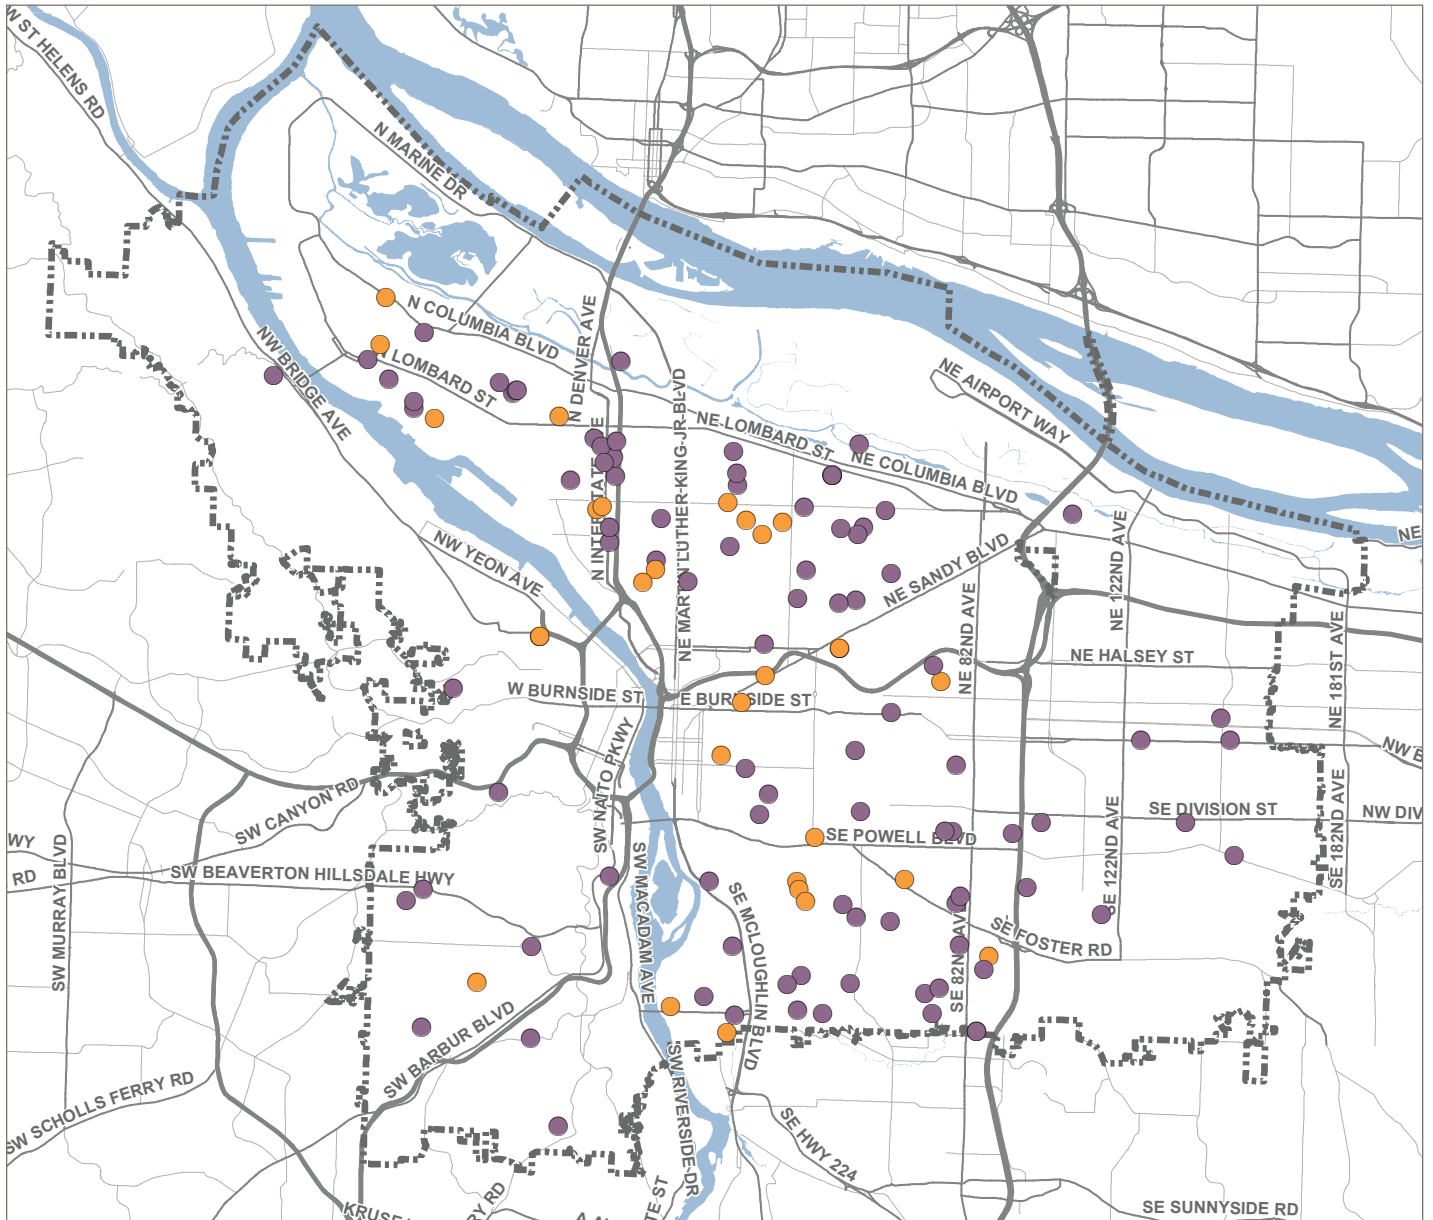 W ST HELENS RD
N MARINE DR
N COLUMBIA BLVD
N DENVER AVE
NW BRIDGE AVE
LOMBARD ST
NE AIRPORT WAY
NE MARTIN LUTHER KING JR BLVD
NE LOMBARD ST
NE COLUMBIA BLVD
N INTERSTATE AVE
NW YEON AVE
NE SANDY BLVD
NE 122ND AVE
NE
NE 82ND AVE
NE HALSEY ST
NE 181ST AVE
W BURNSIDE ST
E BURNSIDE ST
NW B
SW NAITO PKWY
SW CANYON RD
SE DIVISION ST
NW DIV
SE POWELL BLVD
SE 182ND AVE
SE 122ND AVE
WY
RD
SW BEAVERTON HILLSDALE HWY
SW MURRAY BLVD
SW MACADAM AVE
SE MCLOUGHLIN BLVD
SE FOSTER RD
SE 82ND AVE
SW BARBUR BLVD
SW SCHOLLS FERRY RD
SW RIVERSIDE DR
SE HWY 224
SE SUNNYSIDE RD
KRUSE
RY RD
TE ST